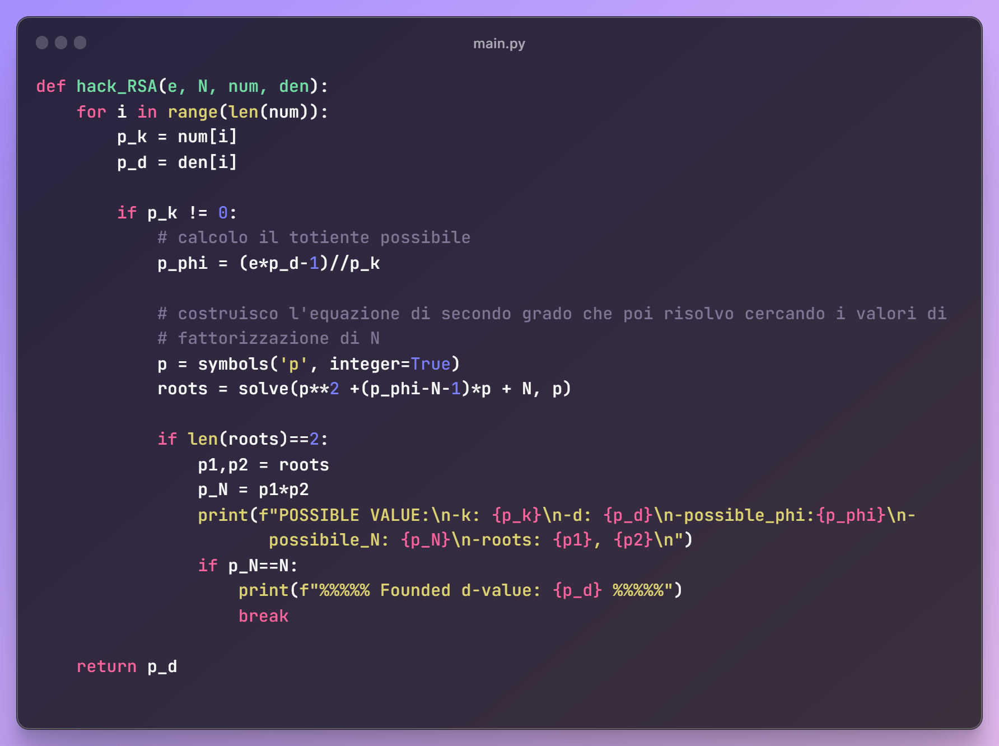 main.py
def hack_RSA(e, N, num, den):
    for i in range(len(num)):
        p_k = num[i]
        p_d = den[i]

        if p_k != 0:
            # calcolo il totiente possibile
            p_phi = (e*p_d-1)//p_k

            # costruisco l'equazione di secondo grado che poi risolvo cercando i valori di
            # fattorizzazione di N
            p = symbols('p', integer=True)
            roots = solve(p**2 +(p_phi-N-1)*p + N, p)

            if len(roots)==2:
                p1,p2 = roots
                p_N = p1*p2
                print(f"POSSIBLE VALUE:\n-k: {p_k}\n-d: {p_d}\n-possible_phi:{p_phi}\n-
                       possibile_N: {p_N}\n-roots: {p1}, {p2}\n")
                if p_N==N:
                    print(f"%%%%% Founded d-value: {p_d} %%%%%")
                    break

    return p_d